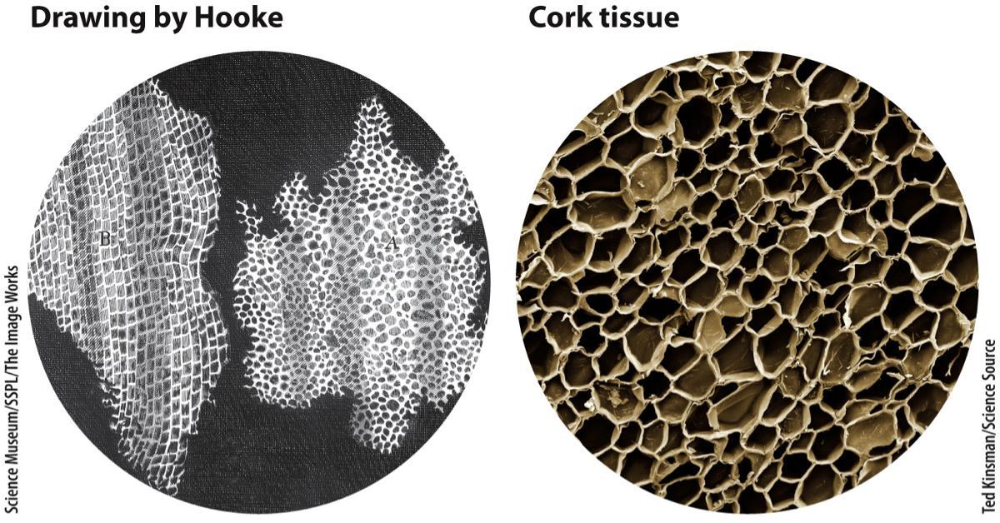 Drawing by Hooke
Cork tissue
B
A
Science Museum/SSPL/The Image Works
Ted Kinsman/Science Source